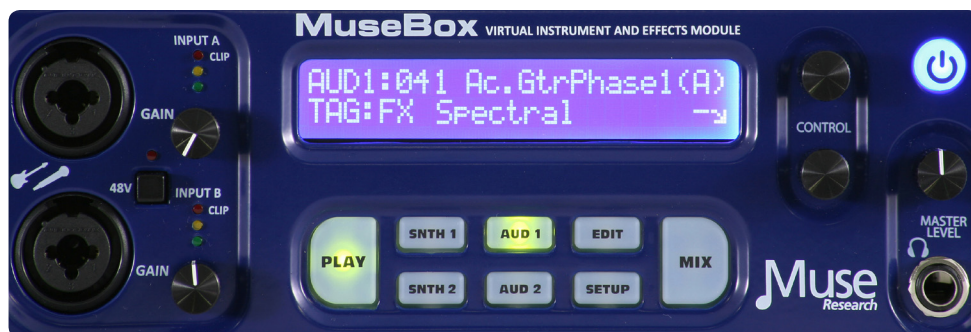 MuseBox VIRTUAL INSTRUMENT AND EFFECTS MODULE
INPUT A
CLIP
GAIN
48V
INPUT B
CLIP
GAIN
AUD1:041 Ac.GtrPhase1(A)
TAG:FX Spectral
PLAY
SNTH 1
AUD 1
EDIT
SNTH 2
AUD 2
SETUP
MIX
CONTROL
MASTER
LEVEL
Muse
Research